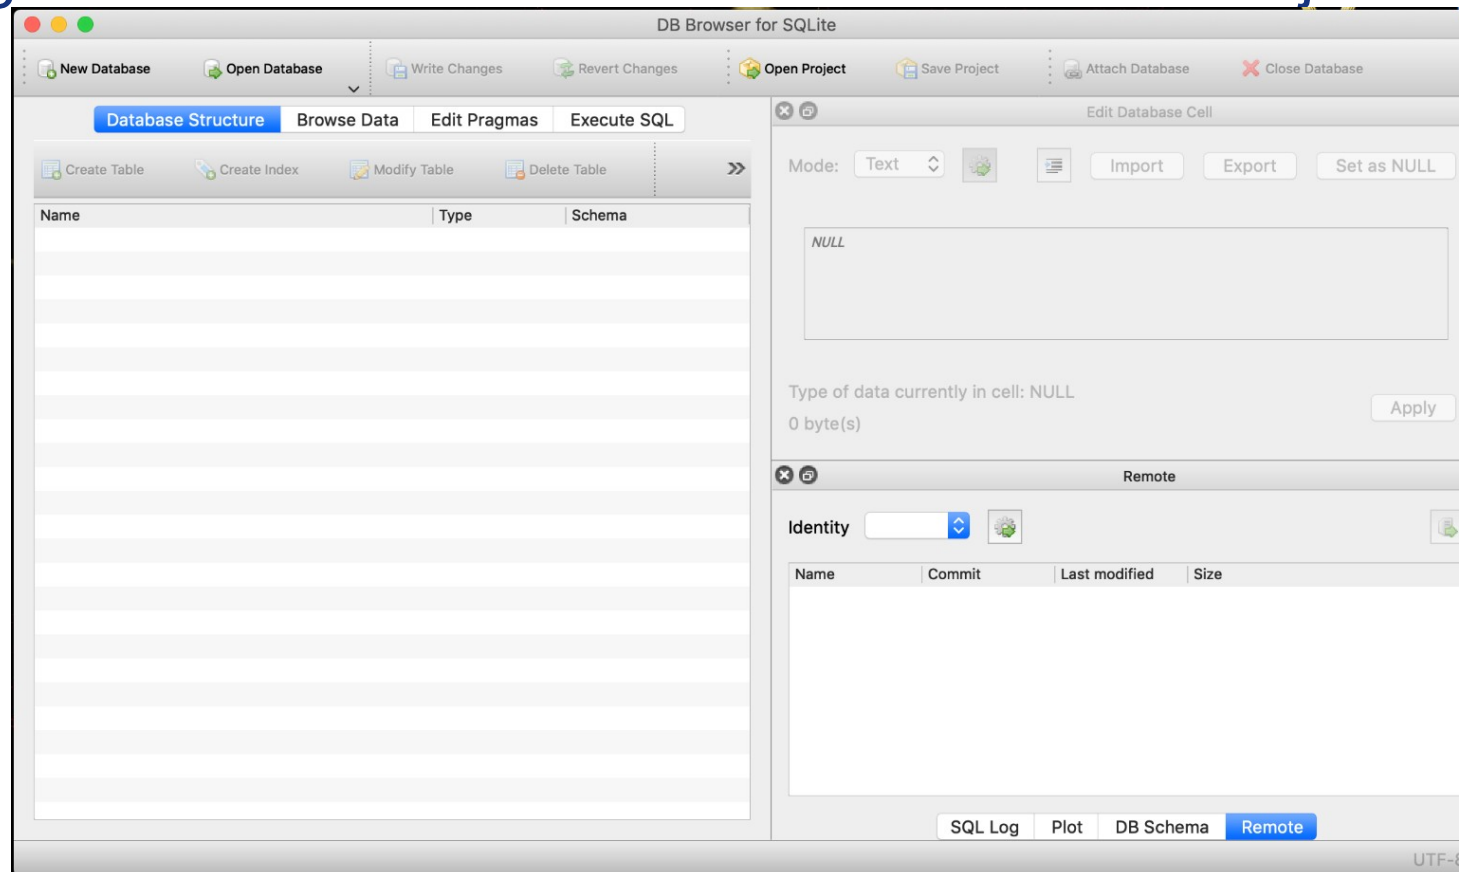 DB Browser for SQLite
New Database Open Database Write Changes Revert Changes Open Project Save Project Attach Database Close Database
Database Structure Browse Data Edit Pragmas Execute SQL
Create Table Create Index Modify Table Delete Table
Name Type Schema
Edit Database Cell
Mode: Text Import Export Set as NULL
NULL
Type of data currently in cell: NULL
0 byte(s)
Apply
Remote
Identity
Name Commit Last modified Size
SQL Log Plot DB Schema Remote
UTF-8